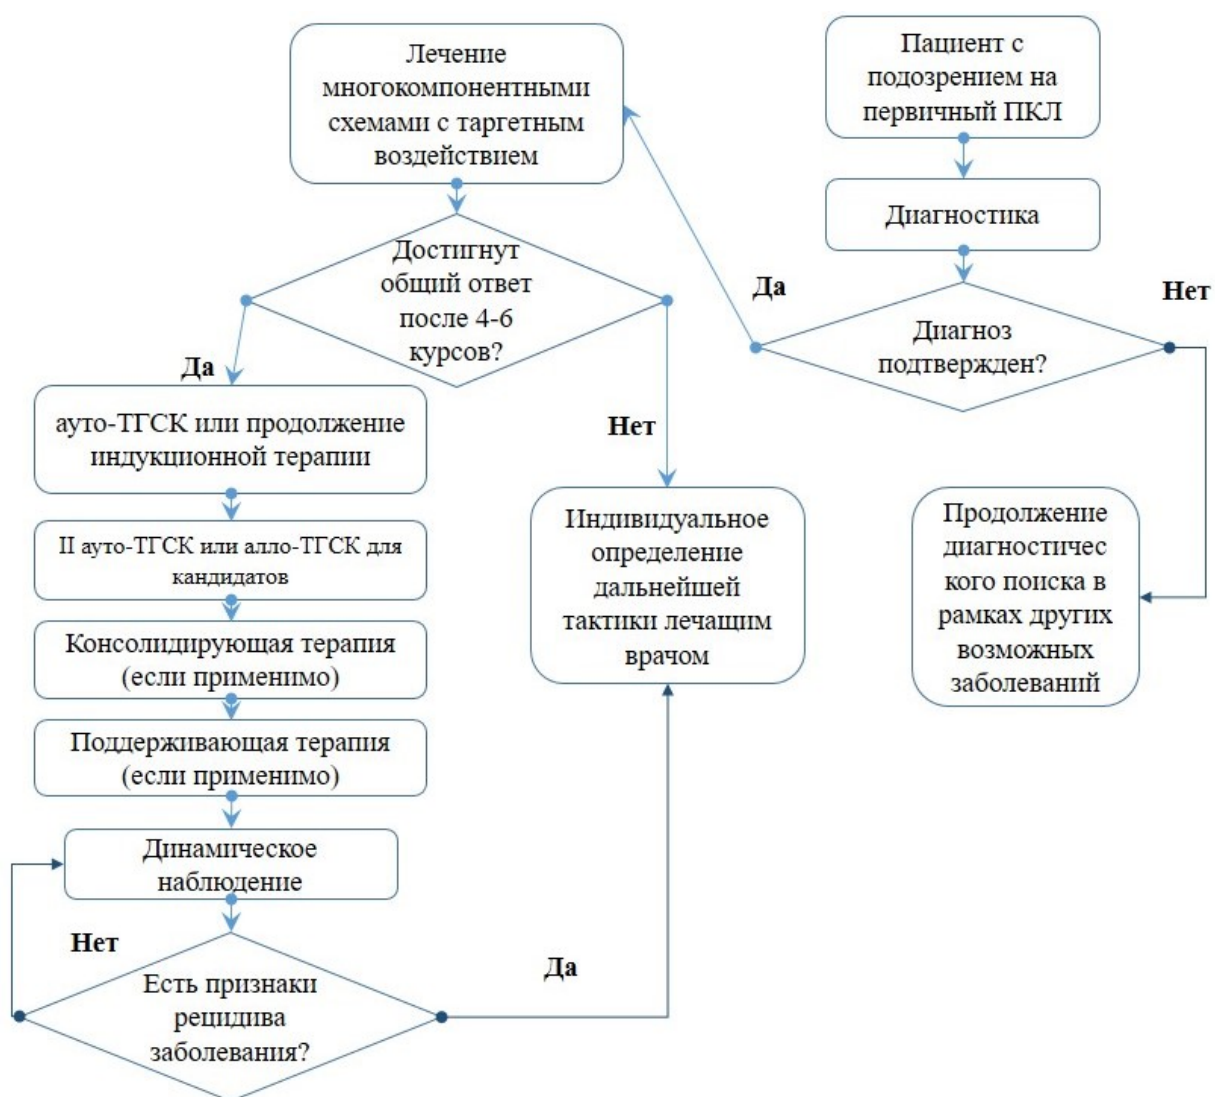 Пациент с
подозрением на
первичный ПКЛ
Диагностика
Диагноз
подтвержден?
Да
Нет
Продолжение
диагностичес
кого поиска в
рамках других
возможных
заболеваний
Лечение
многокомпонентными
схемами с таргетным
воздействием
Достигнут
общий ответ
после 4-6
курсов?
Да
Нет
ауто-ТГСК или продолжение
индукционной терапии
II ауто-ТГСК или алло-ТГСК для
кандидатов
Консолидирующая терапия
(если применимо)
Поддерживающая терапия
(если применимо)
Динамическое
наблюдение
Есть признаки
рецидива
заболевания?
Нет
Да
Индивидуальное
определение
дальнейшей
тактики лечащим
врачом